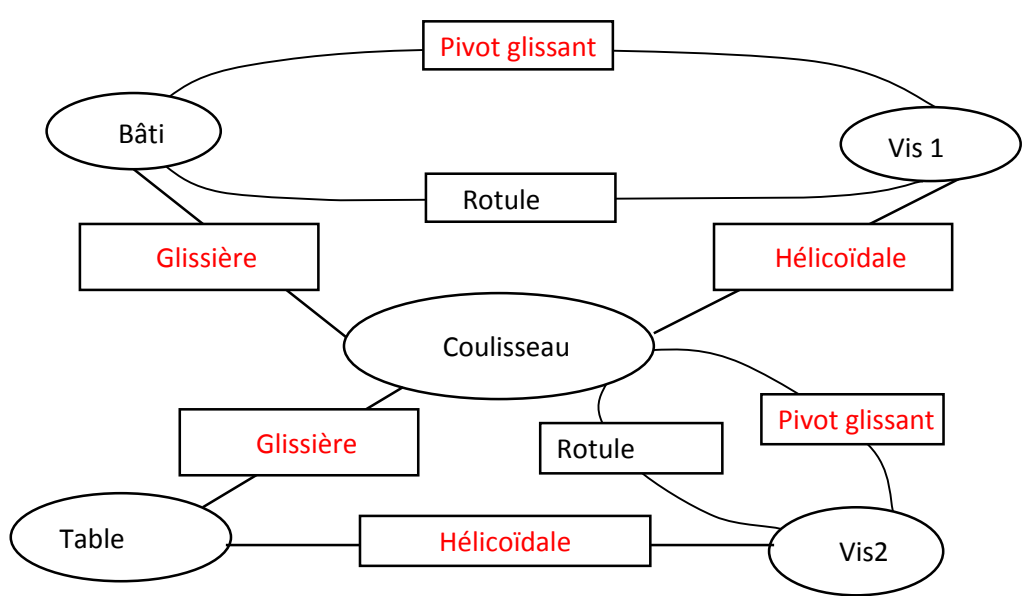 Pivot glissant
Bâti
Vis 1
Rotule
Glissière
Hélicoïdale
Coulisseau
Pivot glissant
Glissière
Rotule
Table
Hélicoïdale
Vis2